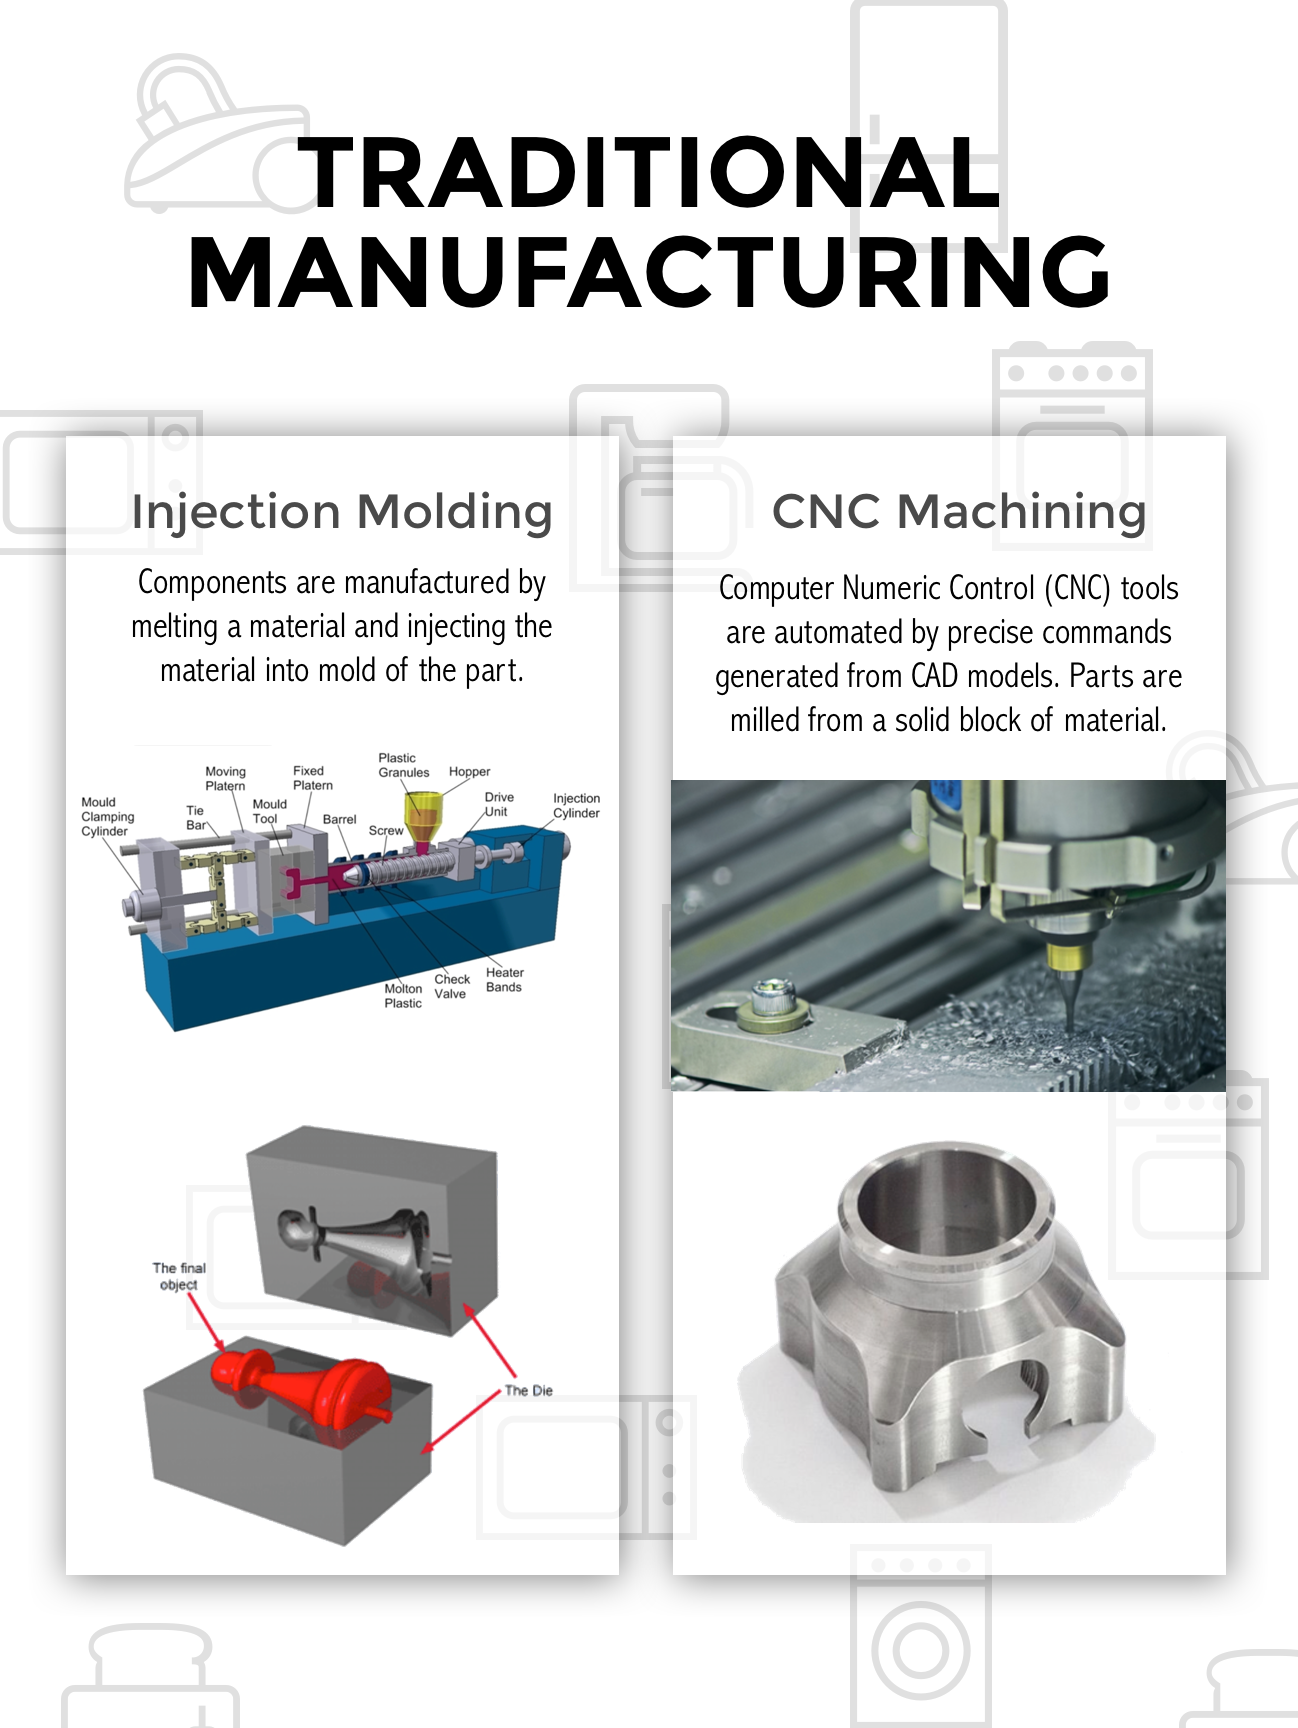 TRADITIONAL
MANUFACTURING
Injection Molding
Components are manufactured by
melting a material and injecting the
material into mold of the part.
Mould
Clamping
Cylinder
Tie
Bar
Moving
Platern
Mould
Tool
Fixed
Platern
Barrel
Screw
Plastic
Granules
Hopper
Drive
Unit
Injection
Cylinder
Molton
Plastic
Check
Valve
Heater
Bands
The final
object
The Die
CNC Machining
Computer Numeric Control (CNC) tools
are automated by precise commands
generated from CAD models. Parts are
milled from a solid block of material.